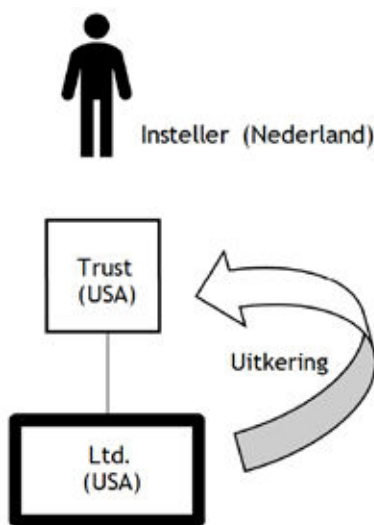 Insteller (Nederland)
Trust
(USA)
Uitkering
Ltd.
(USA)